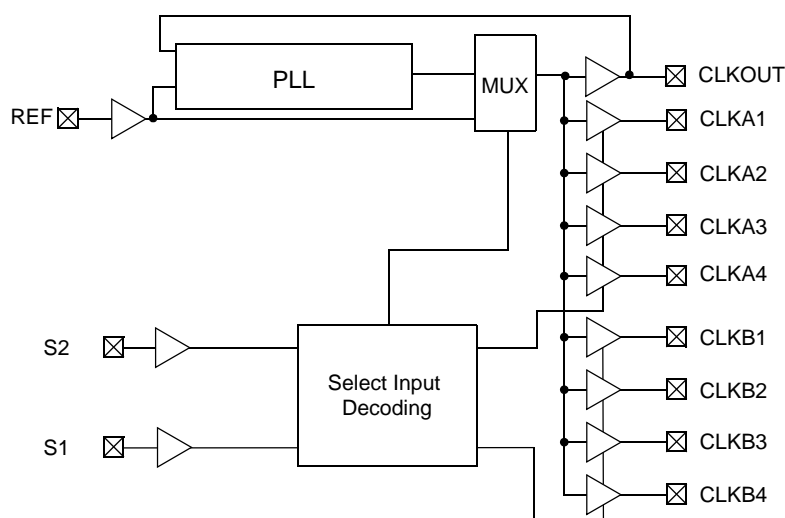 PLL
MUX
CLKOUT
REF
CLKA1
CLKA2
CLKA3
CLKA4
S2
CLKB1
Select Input
Decoding
CLKB2
S1
CLKB3
CLKB4